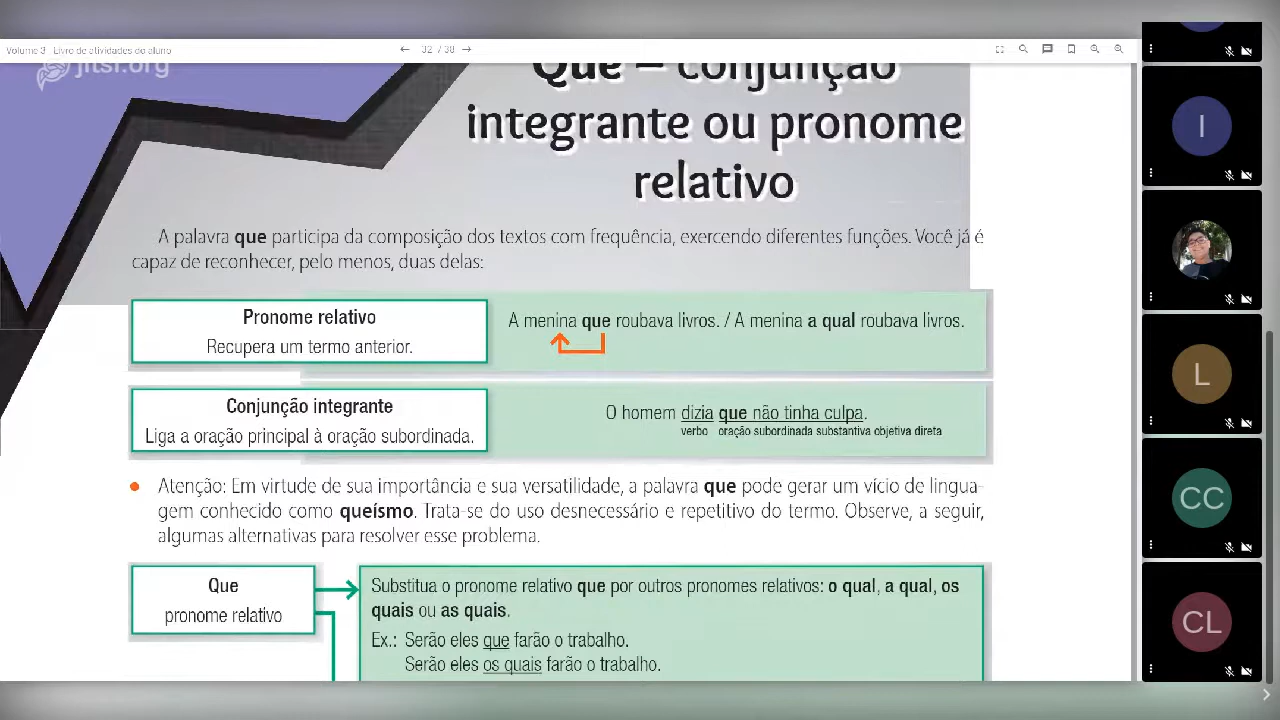 Volume 3 Livro de atividades do aluno
32 / 38
jitsi.org
Que – conjunção
integrante ou pronome
relativo
A palavra que participa da composição dos textos com frequência, exercendo diferentes funções. Você já é
capaz de reconhecer, pelo menos, duas delas:
Pronome relativo
Recupera um termo anterior.
A menina que roubava livros. / A menina a qual roubava livros.
Conjunção integrante
Liga a oração principal à oração subordinada.
O homem dizia que não tinha culpa.
verbo oração subordinada substantiva objetiva direta
Atenção: Em virtude de sua importância e sua versatilidade, a palavra que pode gerar um vício de lingua-
gem conhecido como queísmo. Trata-se do uso desnecessário e repetitivo do termo. Observe, a seguir,
algumas alternativas para resolver esse problema.
Que
pronome relativo
Substitua o pronome relativo que por outros pronomes relativos: o qual, a qual, os
quais ou as quais.
Ex.: Serão eles que farão o trabalho.
Serão eles os quais farão o trabalho.
I
L
CC
CL